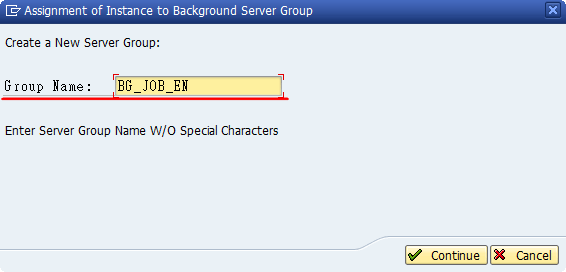 Assignment of Instance to Background Server Group
Create a New Server Group:
Group Name: BG_JOB_EN
Enter Server Group Name W/O Special Characters
Continue Cancel